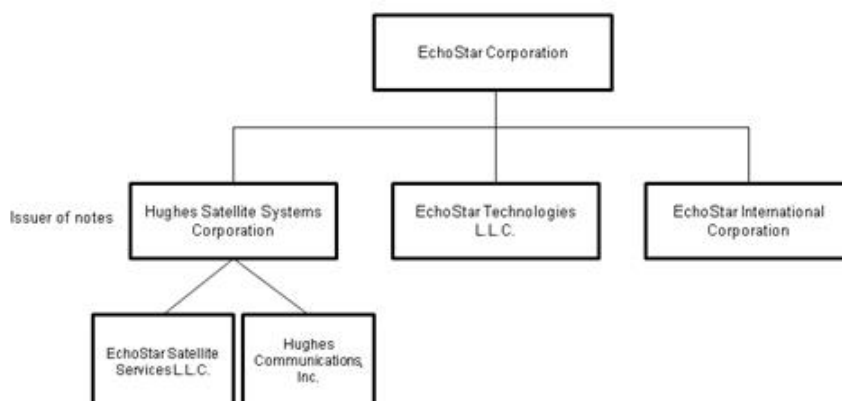 EchoStar Corporation
Issuer of notes
Hughes Satellite Systems
Corporation
EchoStar Technologies
L.L.C.
EchoStar International
Corporation
EchoStar Satellite
Services L.L.C.
Hughes
Communications,
Inc.